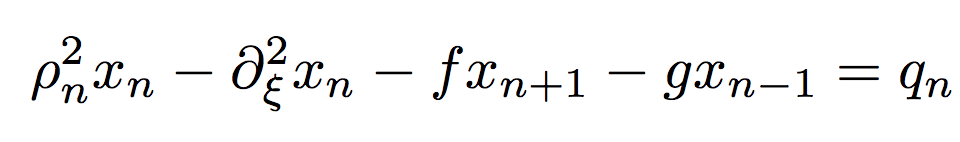 ρ_n^2 x_n − ∂_ξ^2 x_n − f x_{n+1} − g x_{n−1} = q_n